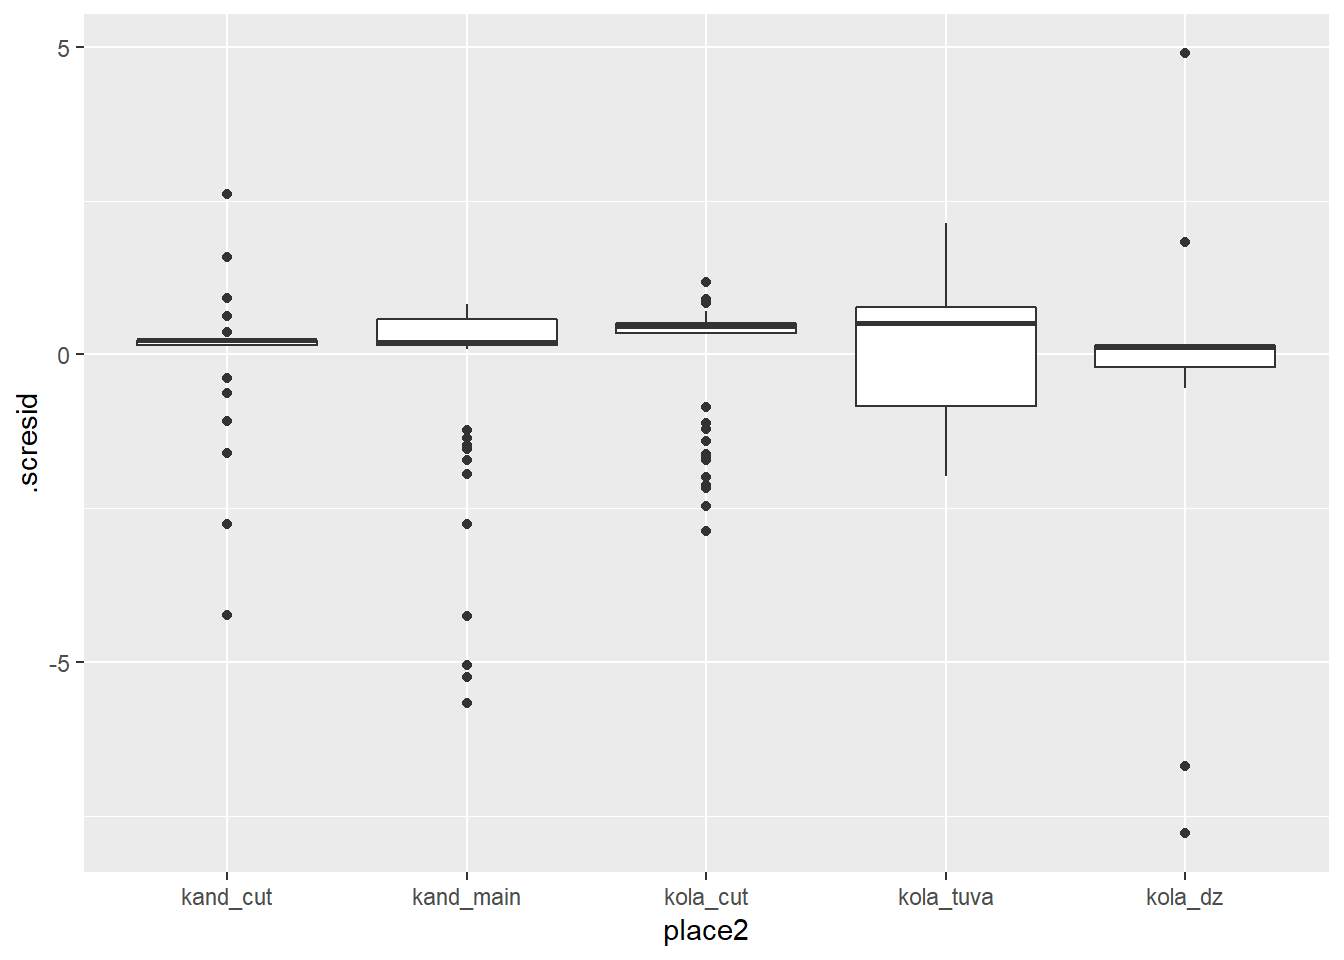 5
0
-5
.scresid
kand_cut kand_main kola_cut kola_tuva kola_dz
place2